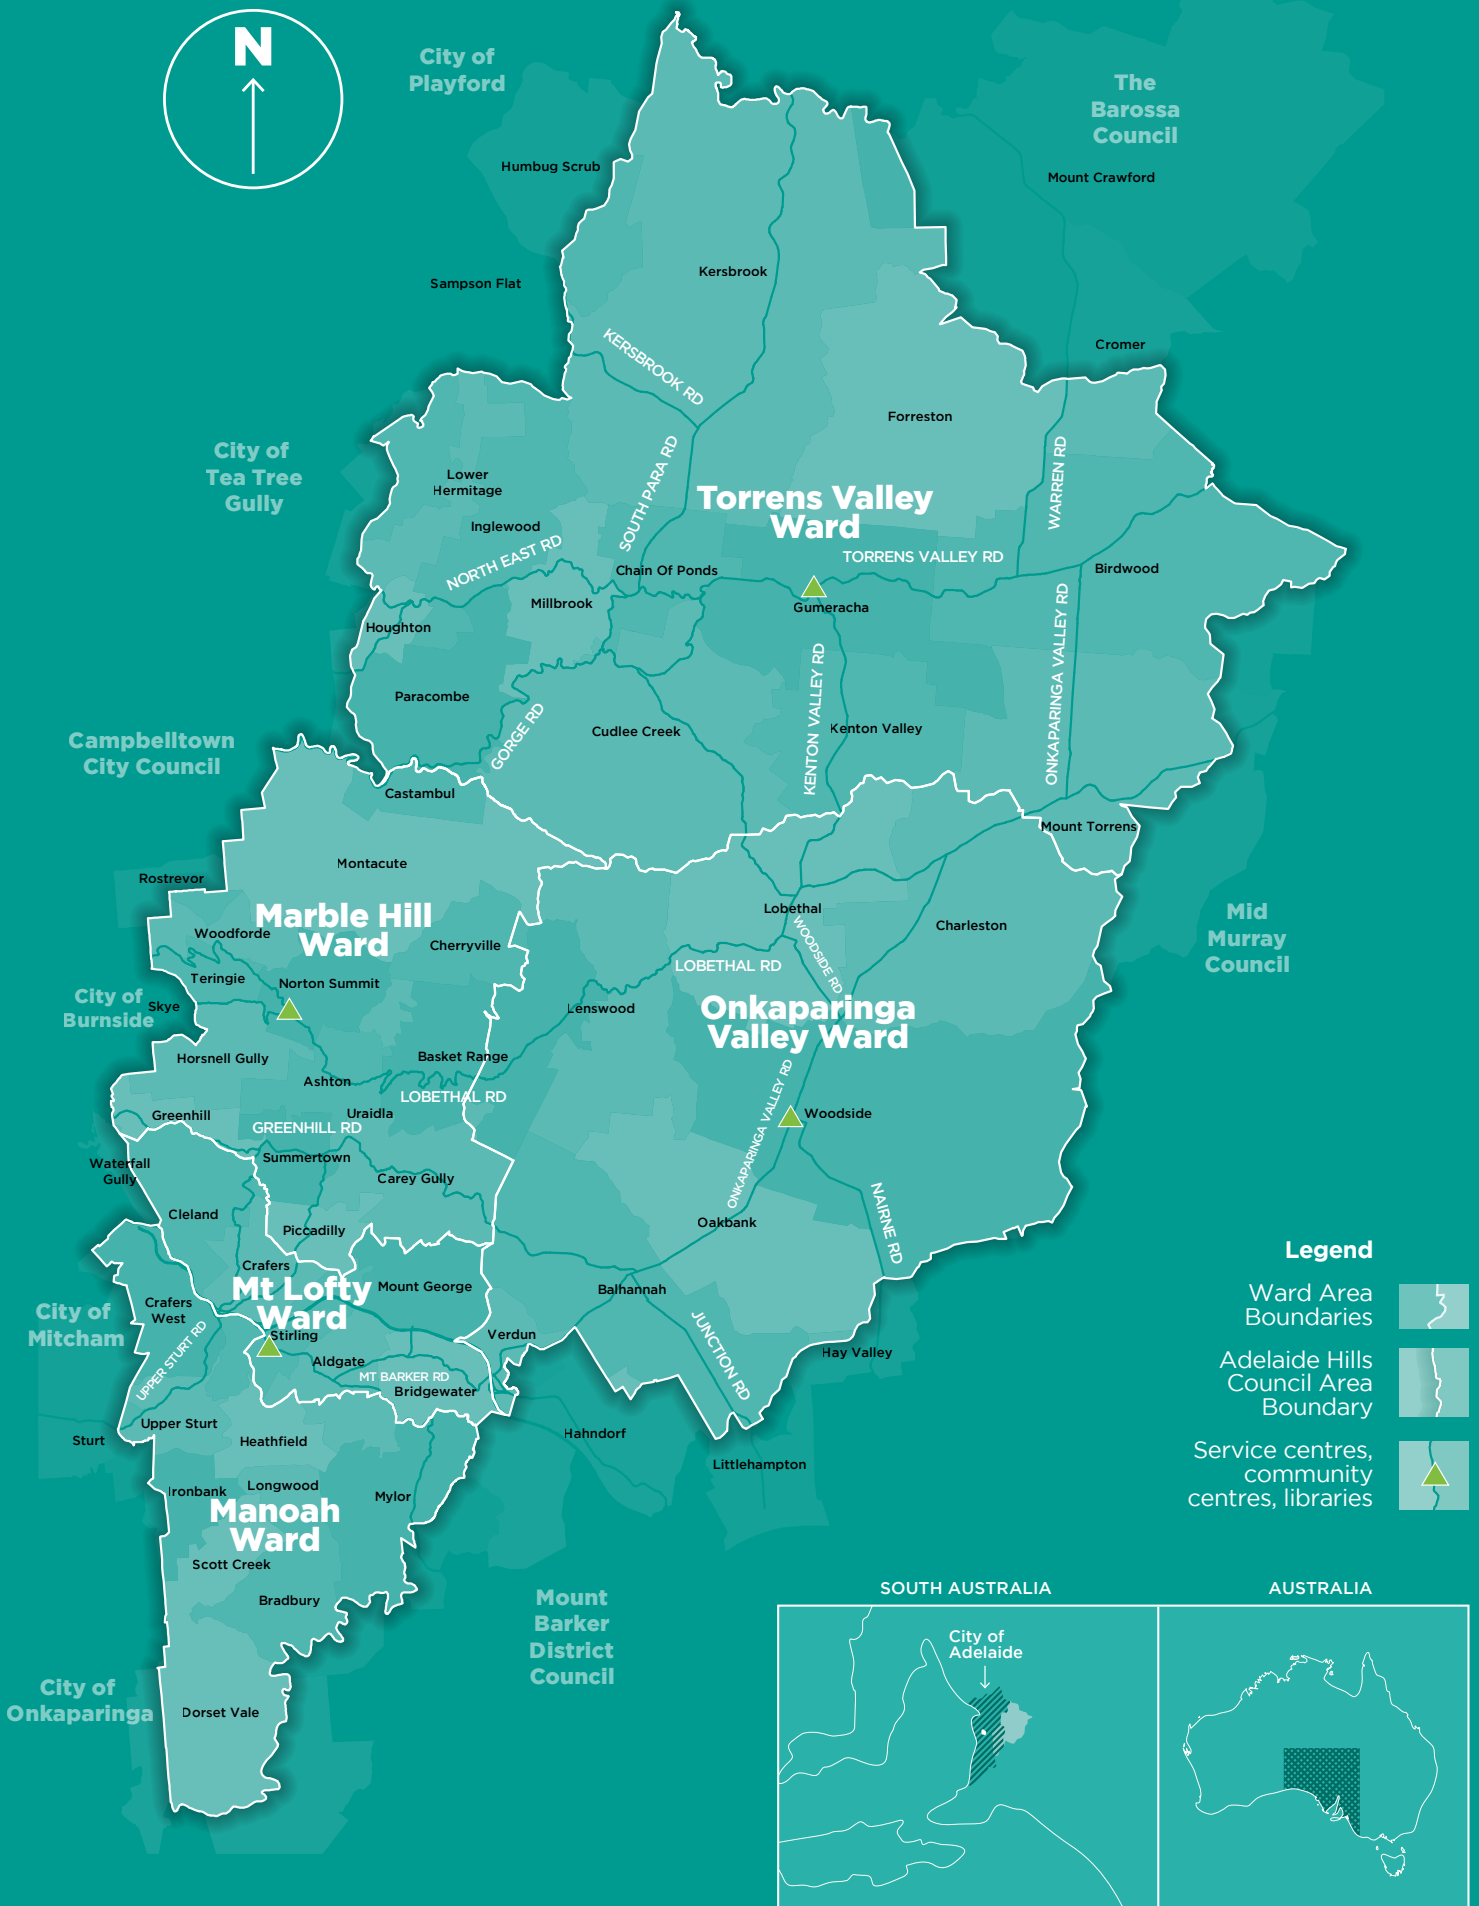 N
City of
Playford
The
Barossa
Council
Humbug Scrub
Mount Crawford
Kersbrook
Sampson Flat
KERSBROOK RD
Cromer
Forreston
City of
Tea Tree
Gully
Lower
Hermitage
SOUTH PARA RD
WARREN RD
Torrens Valley
Ward
Inglewood
NORTH EAST RD
TORRENS VALLEY RD
Chain Of Ponds
Birdwood
Millbrook
Gumeracha
Houghton
ONKAPARINGA VALLEY RD
KENTON VALLEY RD
Paracombe
GORGE RD
Cudlee Creek
Kenton Valley
Campbelltown
City Council
Castambul
Mount Torrens
Montacute
Rostrevor
Marble Hill
Ward
Lobethal
Woodforde
Cherryville
WOODSIDE RD
Charleston
Mid
Murray
Council
LOBETHAL RD
Teringie
Norton Summit
City of
Burnside
Skye
Lenswood
Onkaparinga
Valley Ward
Horsnell Gully
Basket Range
Ashton
LOBETHAL RD
Greenhill
Uraidla
GREENHILL RD
ONKAPARINGA VALLEY RD
Woodside
Waterfall
Gully
Summertown
Carey Gully
Cleland
Piccadilly
Oakbank
NAIRNE RD
Crafers
Mt Lofty
Ward
Mount George
Balhannah
Crafers
West
City of
Mitcham
UPPER STURT RD
Stirling
Verdun
JUNCTION RD
Hay Valley
Aldgate
MT BARKER RD
Bridgewater
Upper Sturt
Sturt
Heathfield
Hahndorf
Littlehampton
Ironbank
Longwood
Mylor
Manoah
Ward
Scott Creek
Bradbury
Mount
Barker
District
Council
City of
Onkaparinga
Dorset Vale
Legend
Ward Area
Boundaries
Adelaide Hills
Council Area
Boundary
Service centres,
community
centres, libraries
SOUTH AUSTRALIA
AUSTRALIA
City of
Adelaide